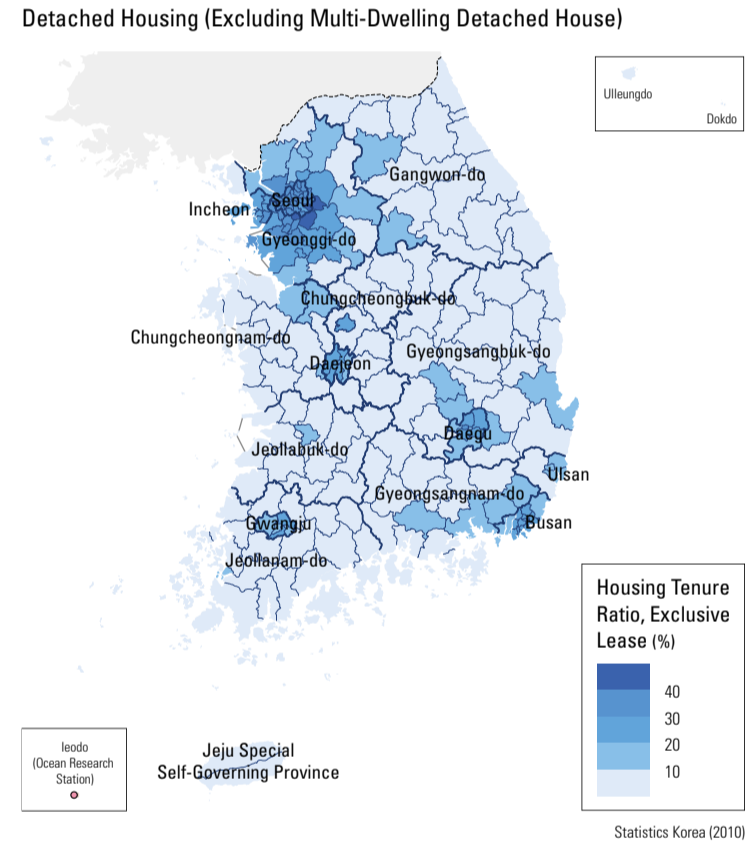 Detached Housing (Excluding Multi-Dwelling Detached House)
Ulleungdo
Dokdo
Gangwon-do
Seoul
Incheon
Gyeonggi-do
Chungcheongbuk-do
Chungcheongnam-do
Gyeongsangbuk-do
Daejeon
Daegu
Jeollabuk-do
Ulsan
Gyeongsangnam-do
Gwangju
Busan
Jeollanam-do
Housing Tenure
Ratio, Exclusive
Lease (%)
40
30
20
10
Ieodo
(Ocean Research
Station)
Jeju Special
Self-Governing Province
Statistics Korea (2010)